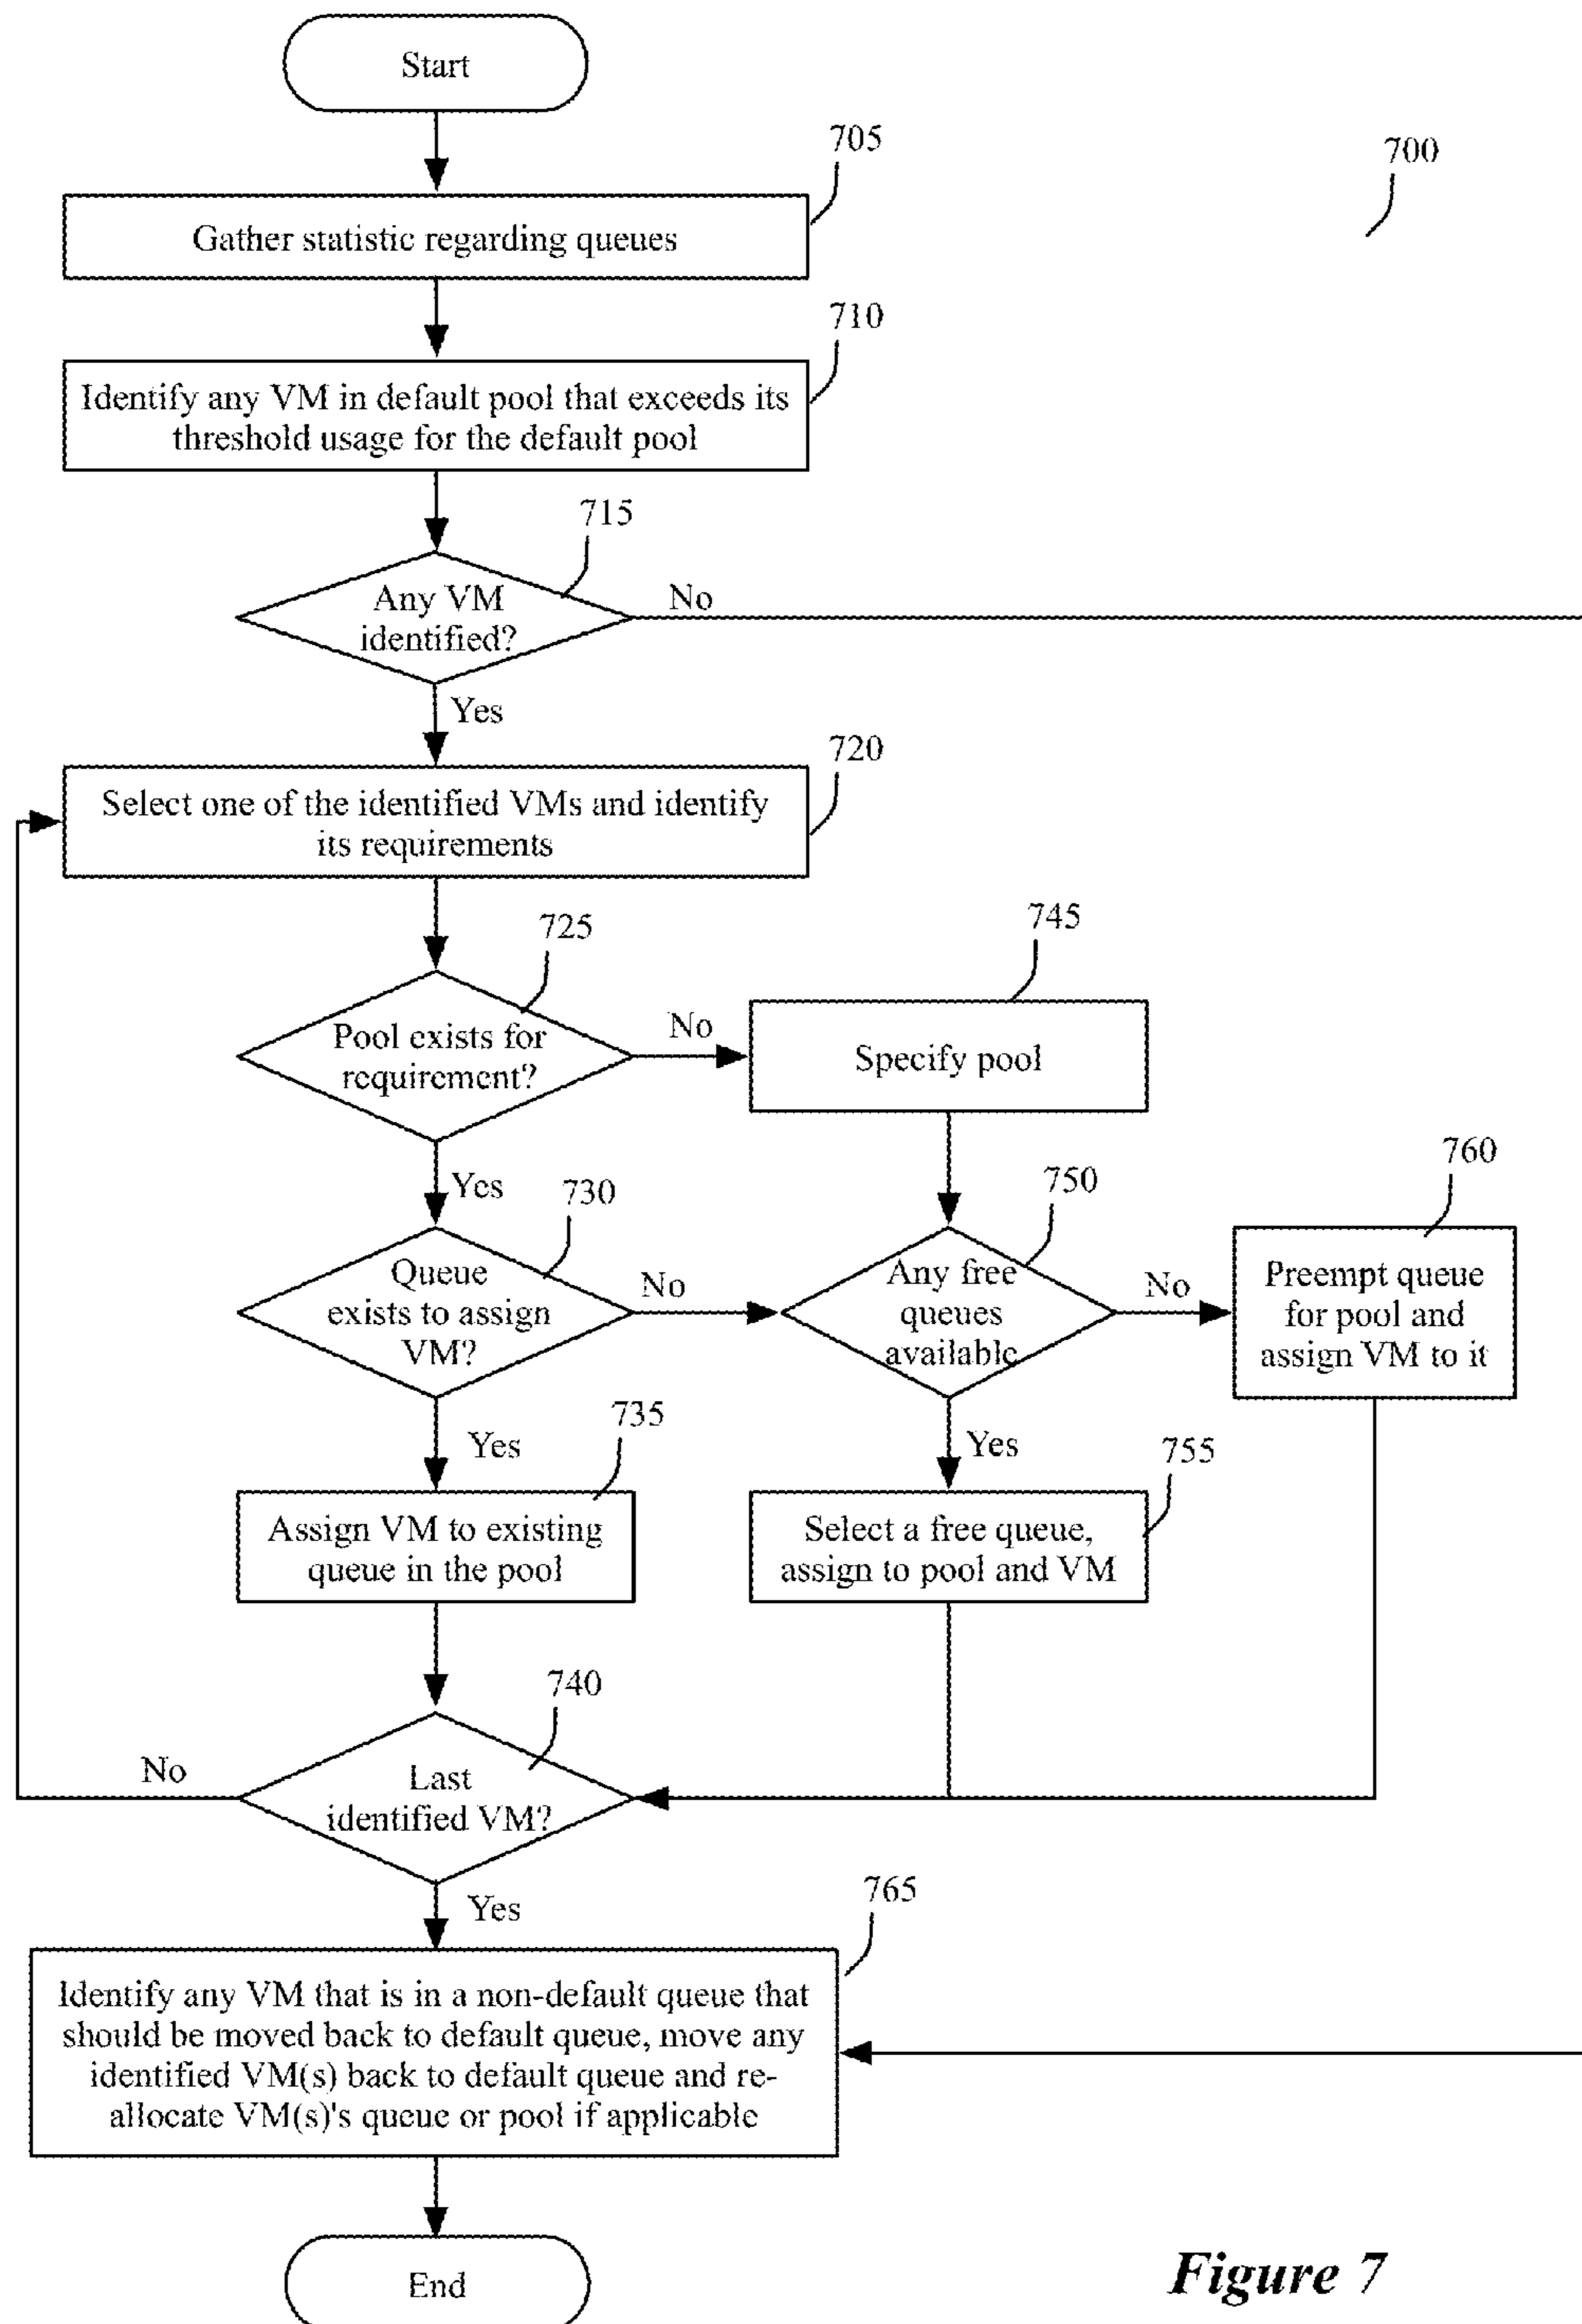 Start
705
700
Gather statistic regarding queues
710
Identify any VM in default pool that exceeds its
threshold usage for the default pool
715
Any VM
identified?
No
Yes
720
Select one of the identified VMs and identify
its requirements
725
745
Pool exists for
requirement?
No
Specify pool
Yes
730
750
760
Queue
exists to assign
VM?
No
Any free
queues
available
No
Preempt queue
for pool and
assign VM to it
Yes
735
Yes
755
Assign VM to existing
queue in the pool
Select a free queue,
assign to pool and VM
740
Last
identified VM?
No
Yes
765
Identify any VM that is in a non-default queue that
should be moved back to default queue, move any
identified VM(s) back to default queue and re-
allocate VM(s)'s queue or pool if applicable
End
Figure 7